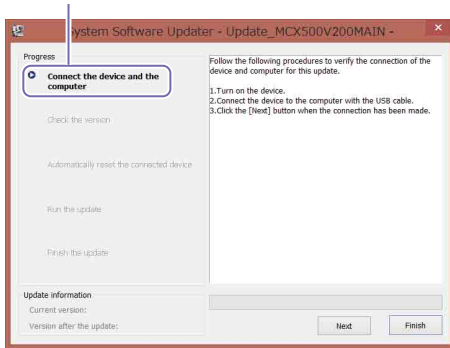 System Software Updater - Update_MCX500V200MAIN -
Progress
Connect the device and the
computer
Check the version
Automatically reset the connected device
Run the update
Finish the update
Follow the following procedures to verify the connection of the
device and computer for this update.
1.Turn on the device.
2.Connect the device to the computer with the USB cable.
3.Click the [Next] button when the connection has been made.
Update information
Current version:
Version after the update:
Next
Finish